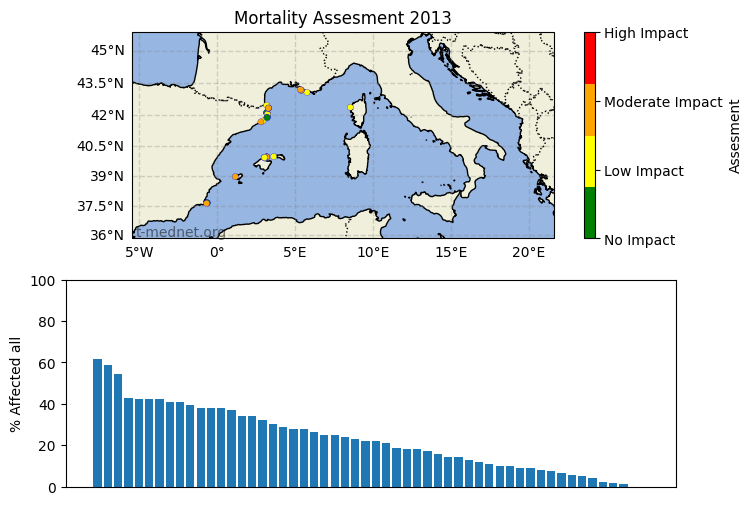 Mortality Assesment 2013
45°N
43.5°N
42°N
40.5°N
39°N
37.5°N
36°N
t-mednet.org
5°W
0°
5°E
10°E
15°E
20°E
High Impact
Moderate Impact
Low Impact
No Impact
Assesment
100
80
60
40
20
0
% Affected all